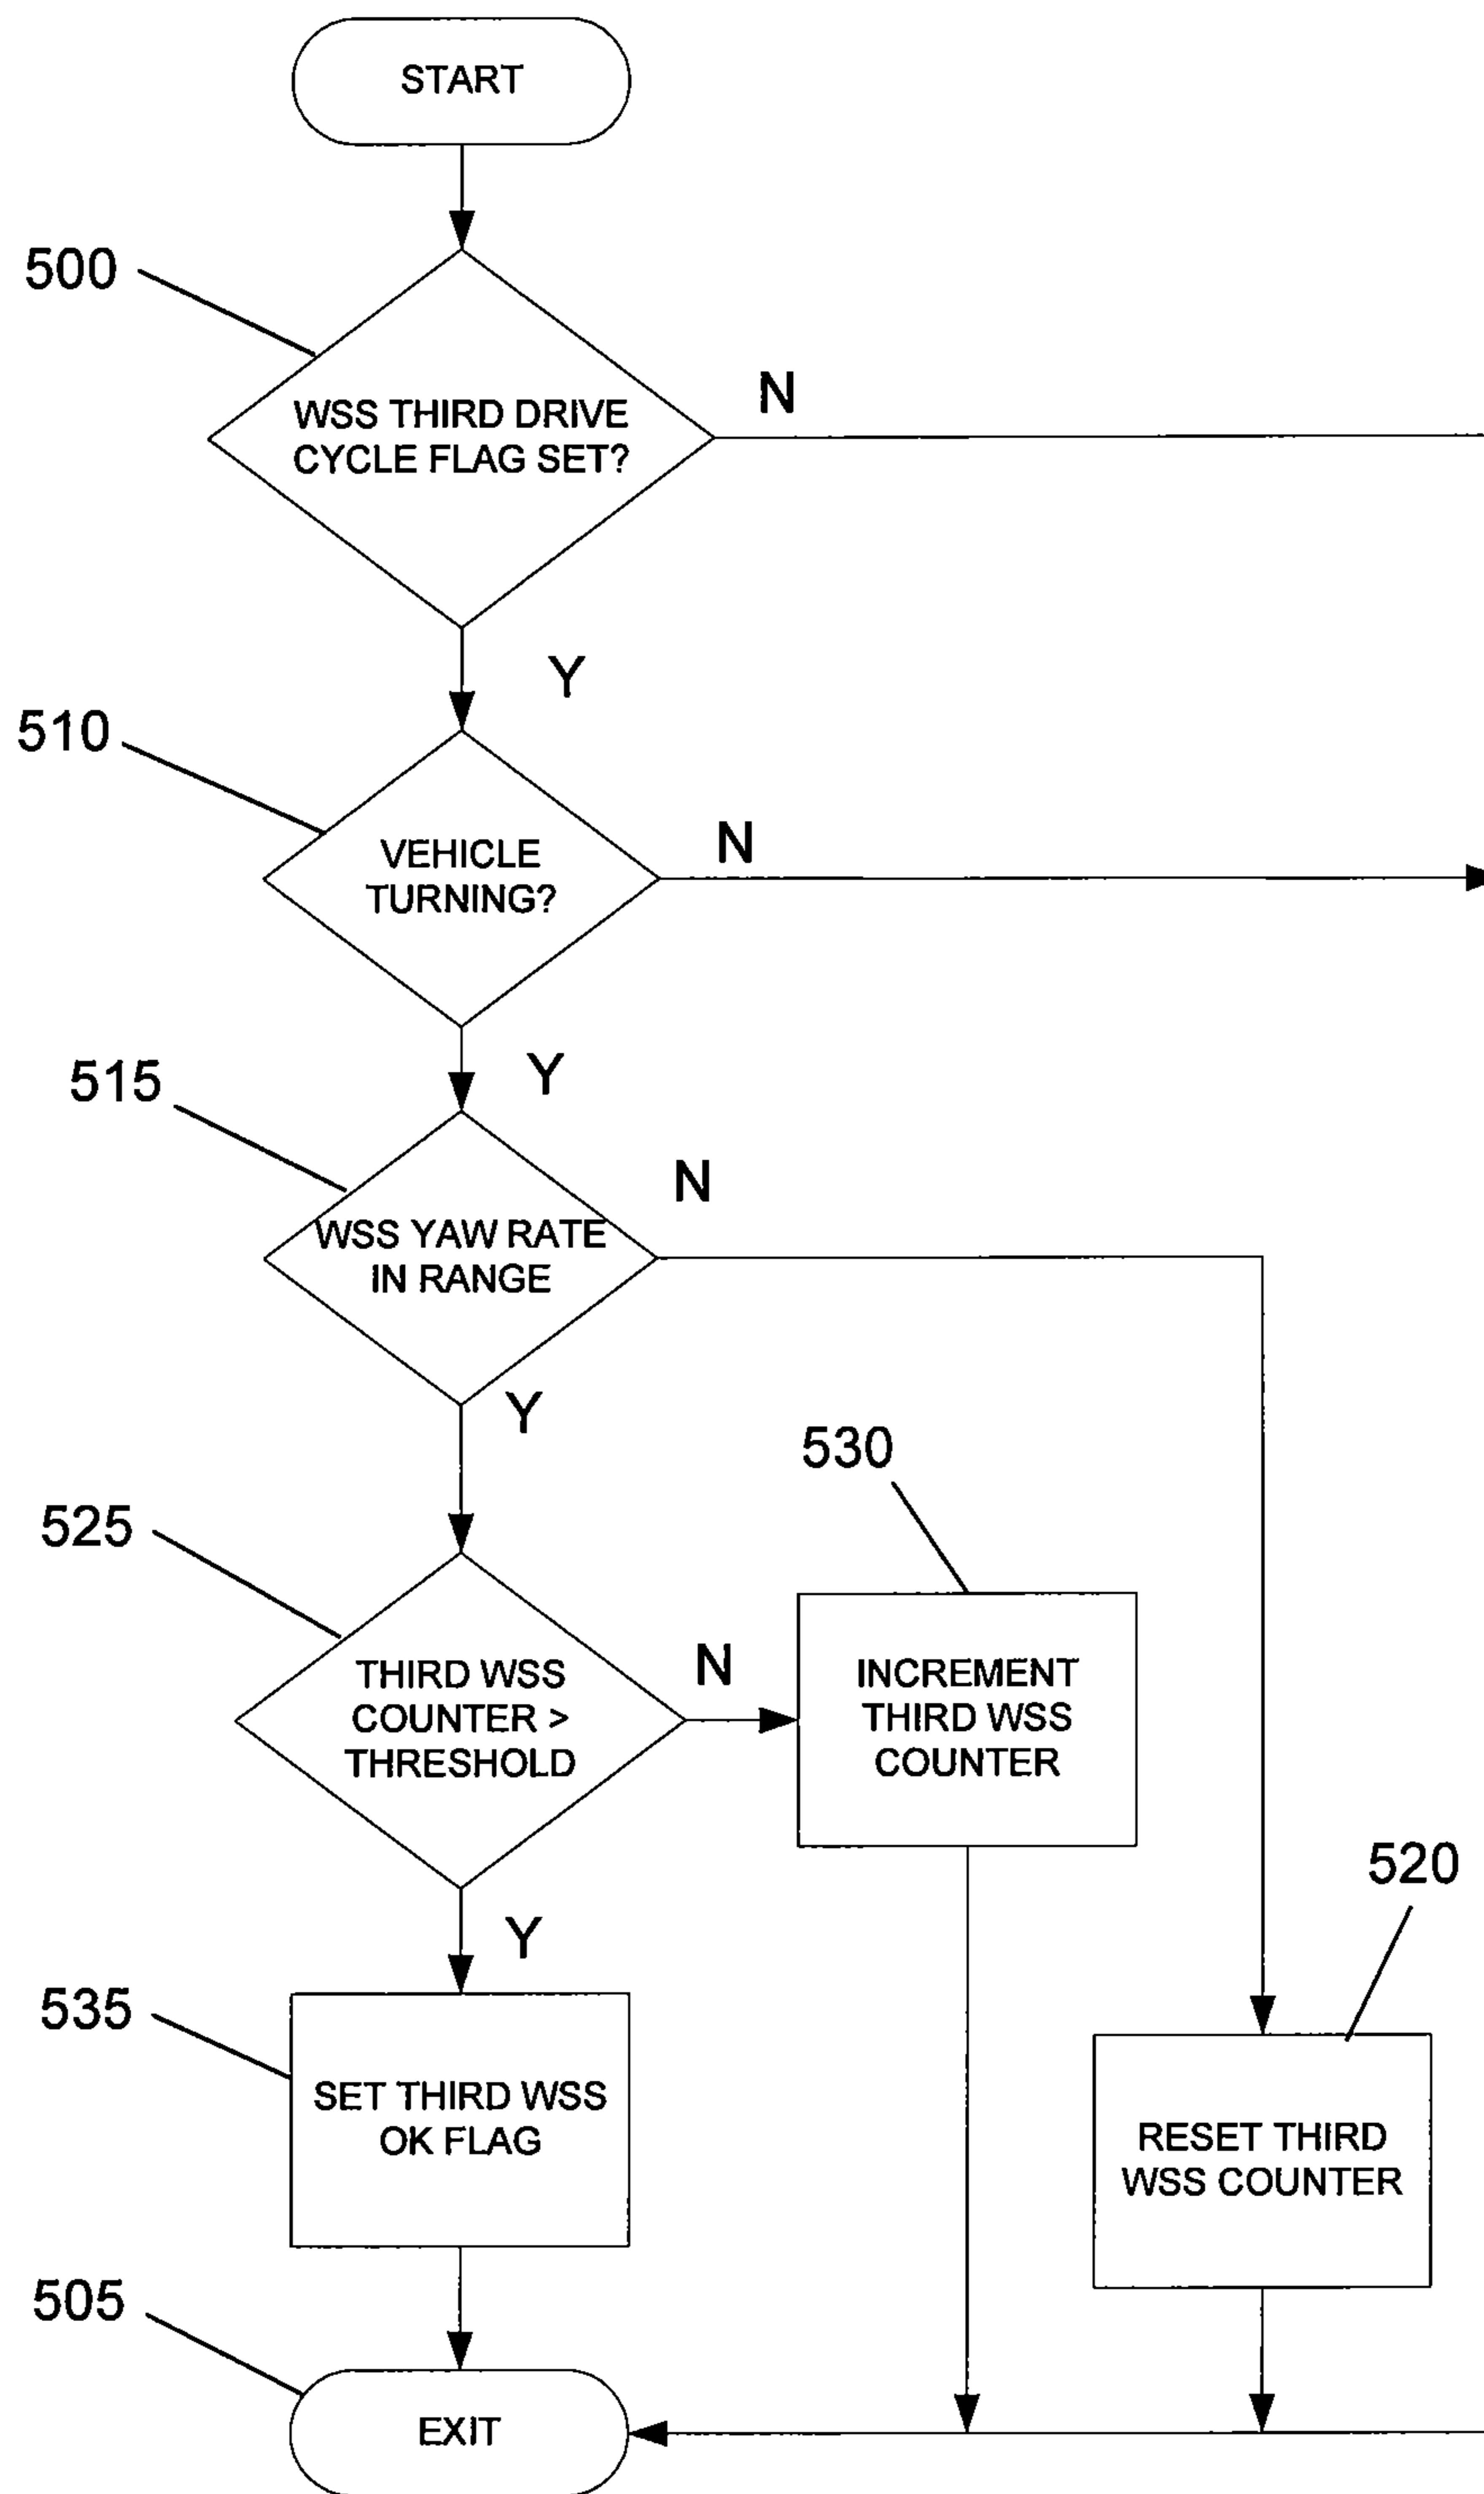 START
500
WSS THIRD DRIVE
CYCLE FLAG SET?
N
Y
510
VEHICLE
TURNING?
N
Y
515
WSS YAW RATE
IN RANGE
N
Y
530
525
THIRD WSS
COUNTER >
THRESHOLD
N
INCREMENT
THIRD WSS
COUNTER
520
Y
535
SET THIRD WSS
OK FLAG
RESET THIRD
WSS COUNTER
505
EXIT